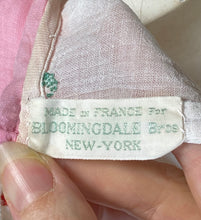 MADE IN FRANCE For
BLOOMINGDALE Bros
NEW-YORK